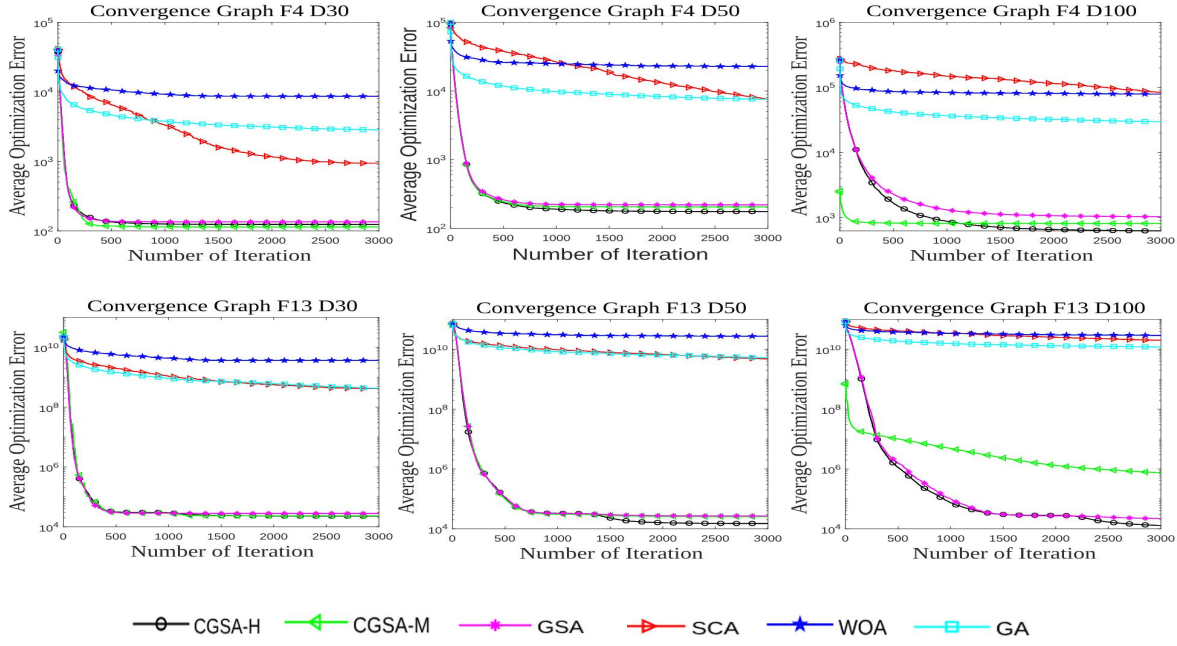 Convergence Graph F4 D30
Average Optimization Error
10^5
10^4
10^3
10^2
0 500 1000 1500 2000 2500 3000
Number of Iteration
Convergence Graph F4 D50
Average Optimization Error
10^5
10^4
10^3
10^2
0 500 1000 1500 2000 2500 3000
Number of Iteration
Convergence Graph F4 D100
Average Optimization Error
10^6
10^5
10^4
10^3
0 500 1000 1500 2000 2500 3000
Number of Iteration
Convergence Graph F13 D30
Average Optimization Error
10^10
10^8
10^6
10^4
0 500 1000 1500 2000 2500 3000
Number of Iteration
Convergence Graph F13 D50
Average Optimization Error
10^10
10^8
10^6
10^4
0 500 1000 1500 2000 2500 3000
Number of Iteration
Convergence Graph F13 D100
Average Optimization Error
10^10
10^8
10^6
10^4
0 500 1000 1500 2000 2500 3000
Number of Iteration
CGSA-H CGSA-M GSA SCA WOA GA